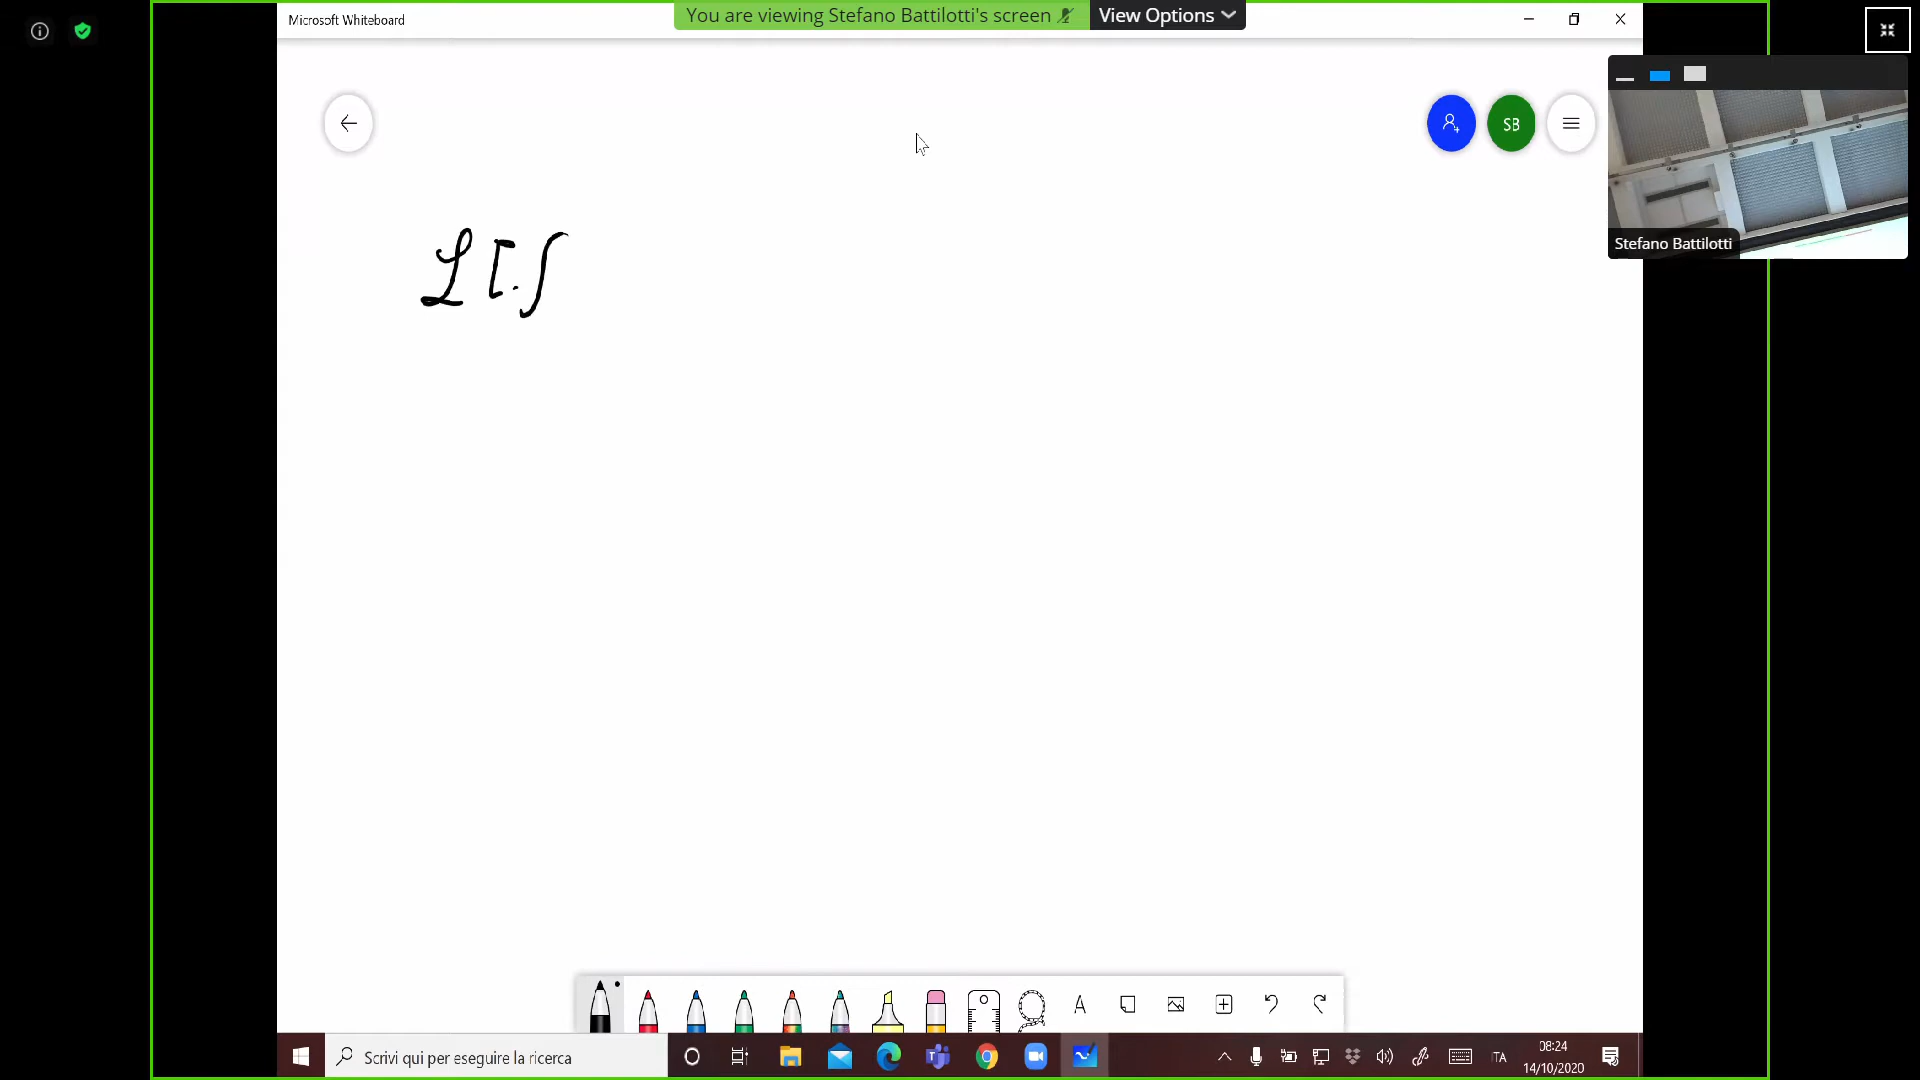 Microsoft Whiteboard
You are viewing Stefano Battilotti's screen
View Options
SB
Stefano Battilotti
ℒ [. ∫
A
Scrivi qui per eseguire la ricerca
ITA
08:24
14/10/2020